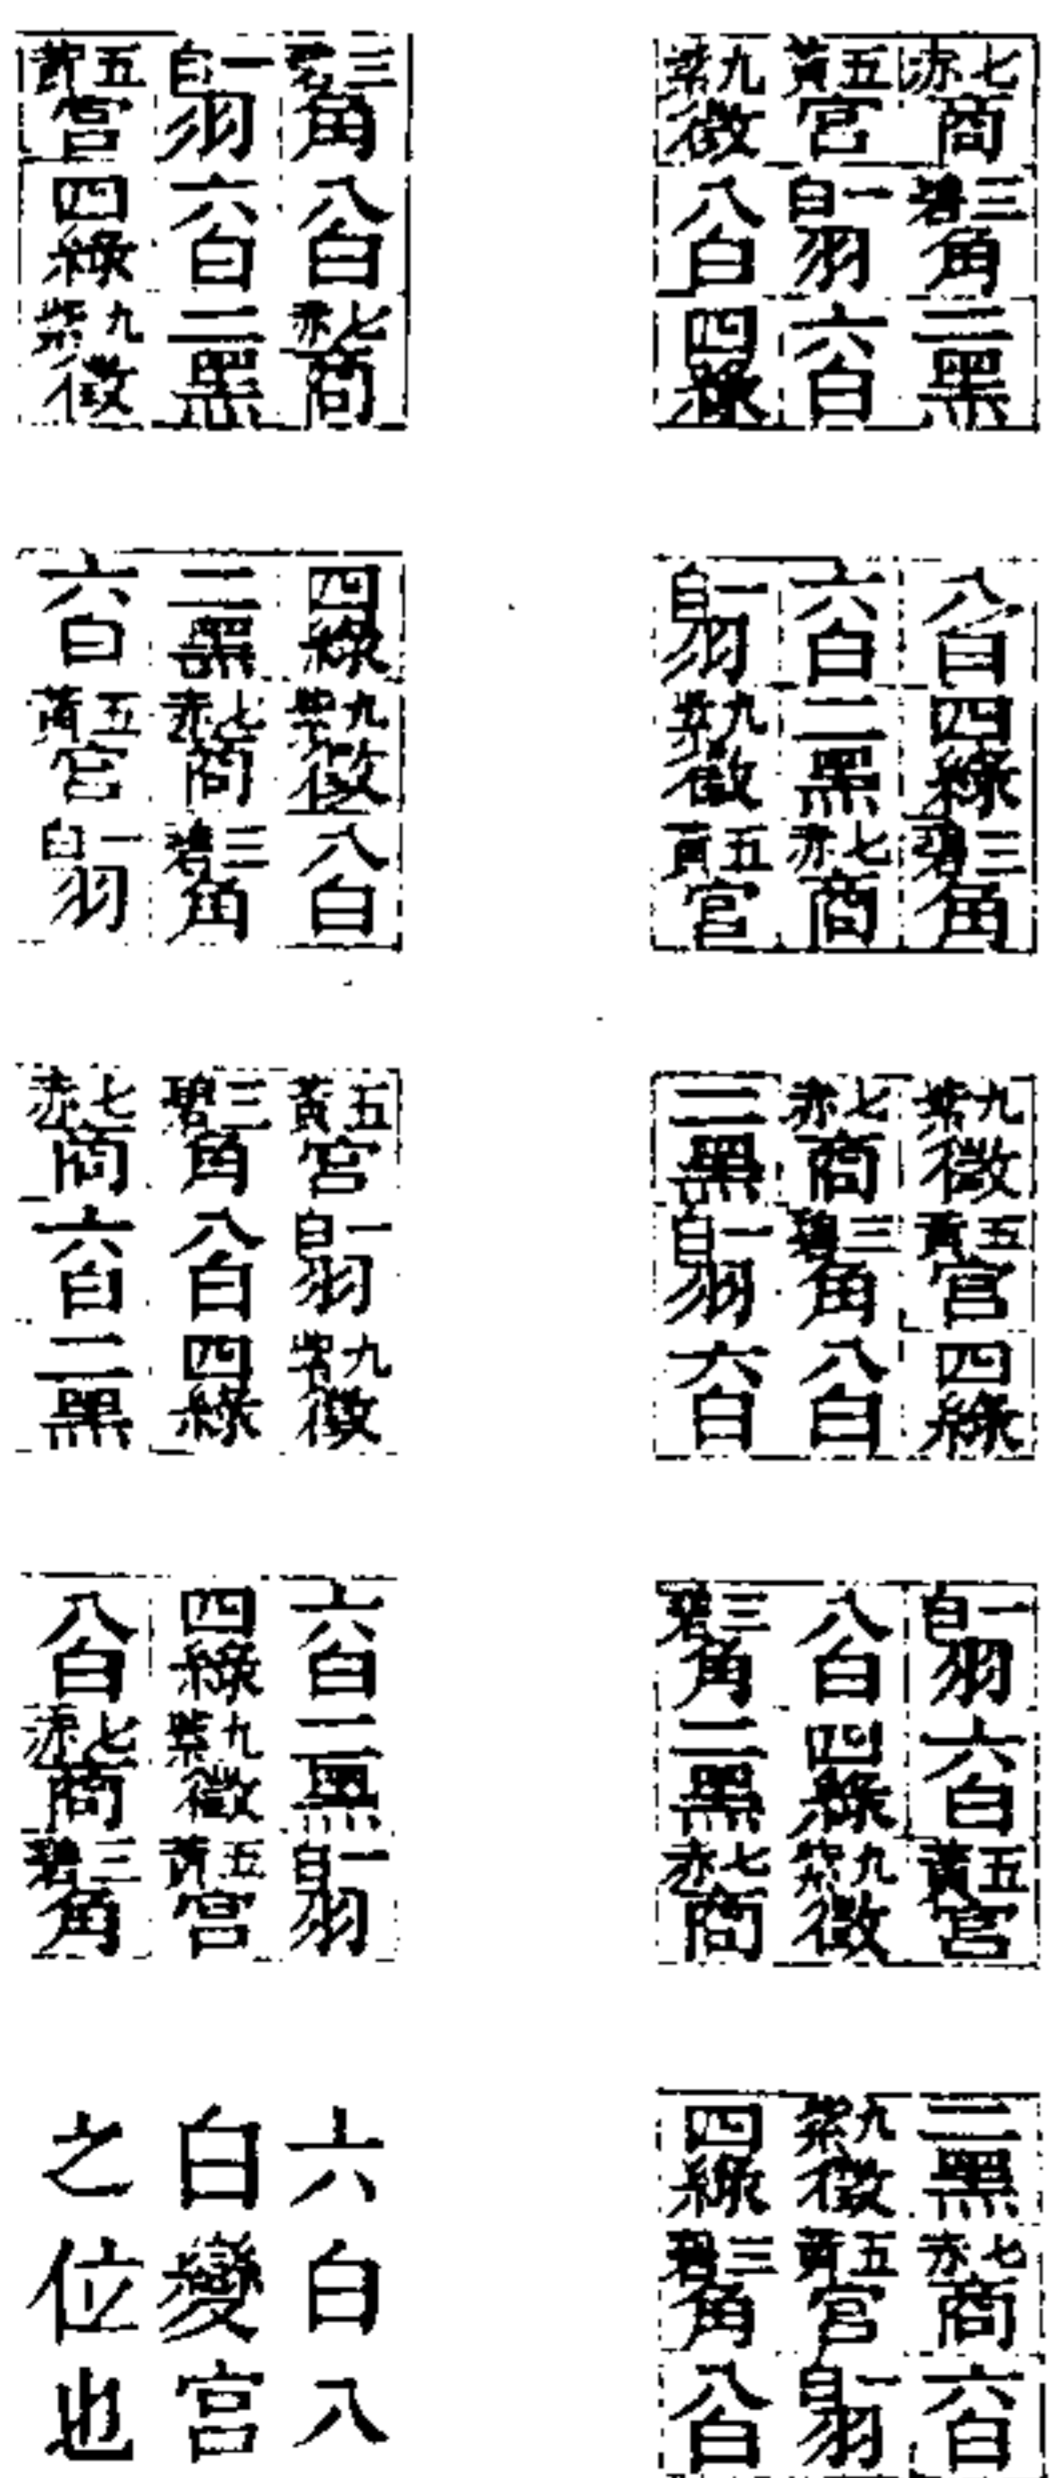 七赤商三碧角二黑
五黃宮一白羽六白
九紫徵八白四綠
八白四綠三碧角
六白二黑七赤商
一白羽九紫徵五黃宮
九紫徵五黃宮四綠
七赤商三碧角八白
二黑一白羽六白
一白羽六白五黃宮
八白四綠九紫徵
三碧角二黑七赤商
二黑七赤商六白
九紫徵五黃宮一白羽
四綠三碧角八白
三碧角八白七赤商
一白羽六白二黑
五黃宮四綠九紫徵
四綠九紫徵八白
二黑七赤商三碧角
六白五黃宮一白羽
五黃宮一白羽九紫徵
三碧角八白四綠
七赤商六白二黑
六白二黑一白羽
四綠九紫徵五黃宮
八白七赤商三碧角
六白八
白變宮
之位也